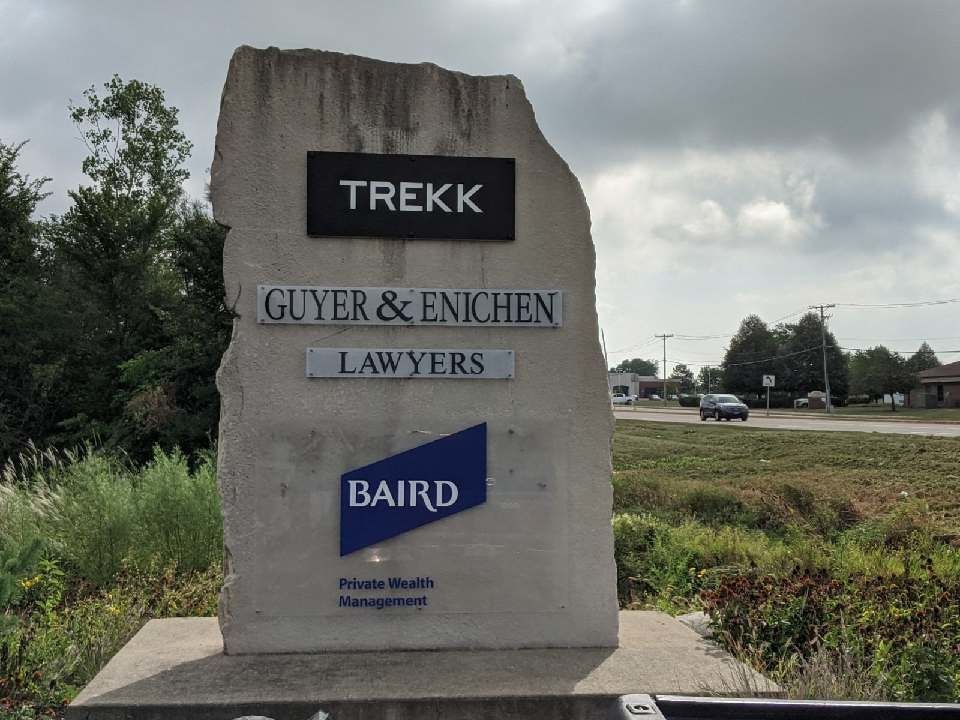 TREKK
GUYER & ENICHEN
LAWYERS
BAIRD
Private Wealth
Management